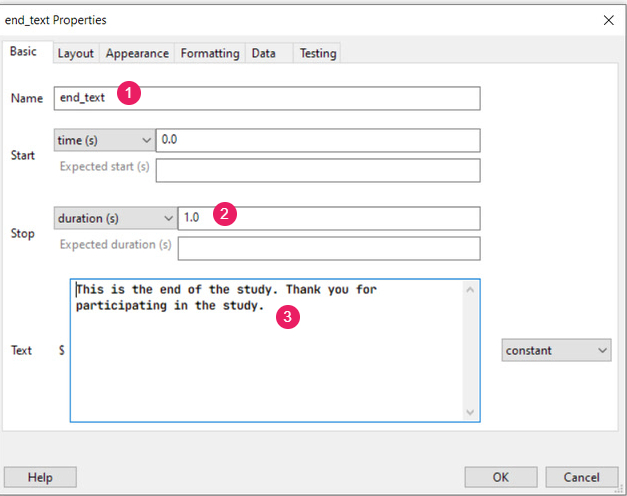 end_text Properties
Basic Layout Appearance Formatting Data Testing
Name end_text 1
Start time (s) 0.0
Expected start (s)
Stop duration (s) 1.0 2
Expected duration (s)
This is the end of the study. Thank you for
participating in the study. 3
Text $ constant
Help OK Cancel